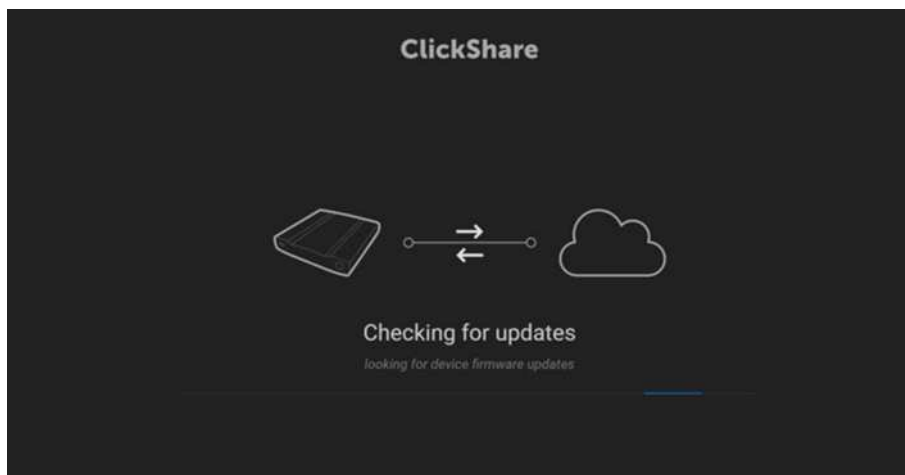 ClickShare
Checking for updates
looking for device firmware updates